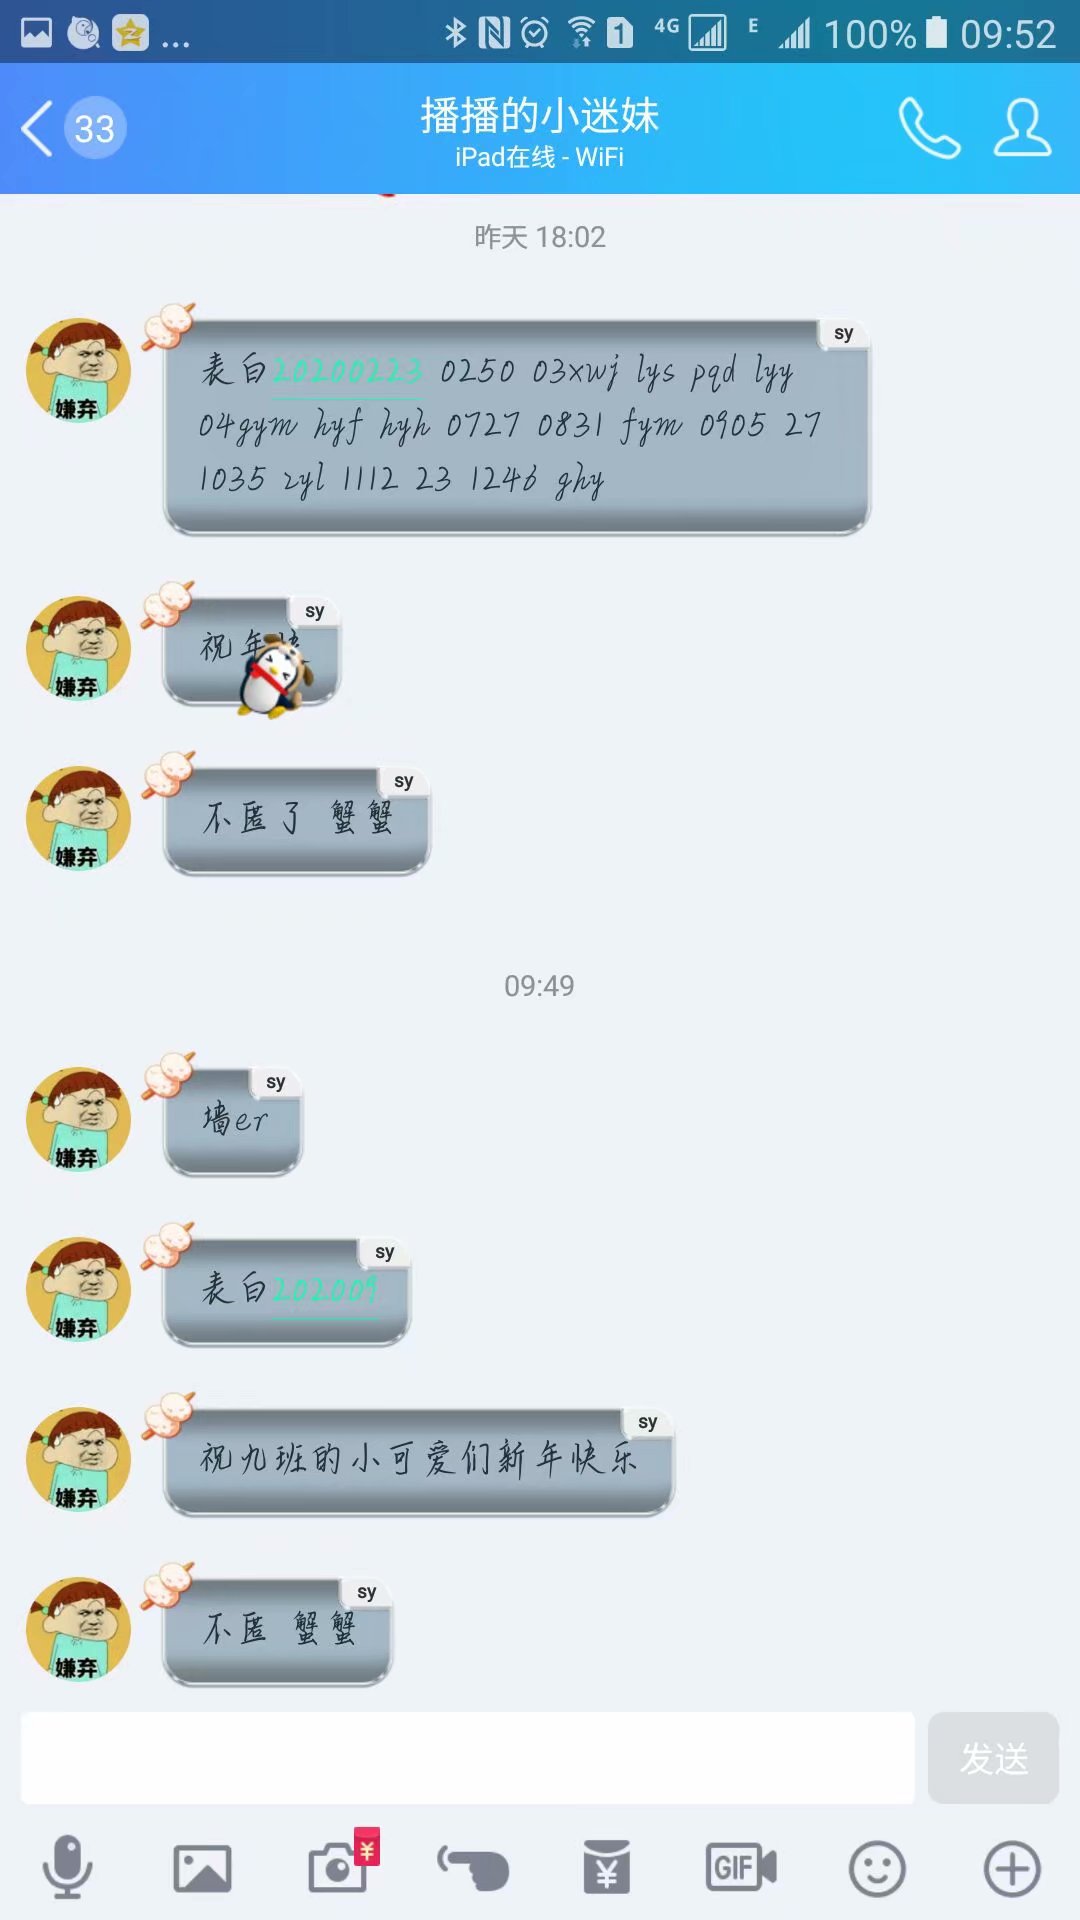 4G E 100% 09:52
33
播播的小迷妹
iPad在线 - WiFi
昨天 18:02
sy
表白20200223 0250 03xwj lys pqd lyy
04gym hyf hyh 0727 0831 fym 0905 27
1035 zyl 1112 23 1246 ghy
嫌弃
sy
祝年
嫌弃
sy
不匿了 蟹蟹
嫌弃
09:49
sy
墙er
嫌弃
sy
表白202009
嫌弃
sy
祝九班的小可爱们新年快乐
嫌弃
sy
不匿 蟹蟹
嫌弃
发送
GIF